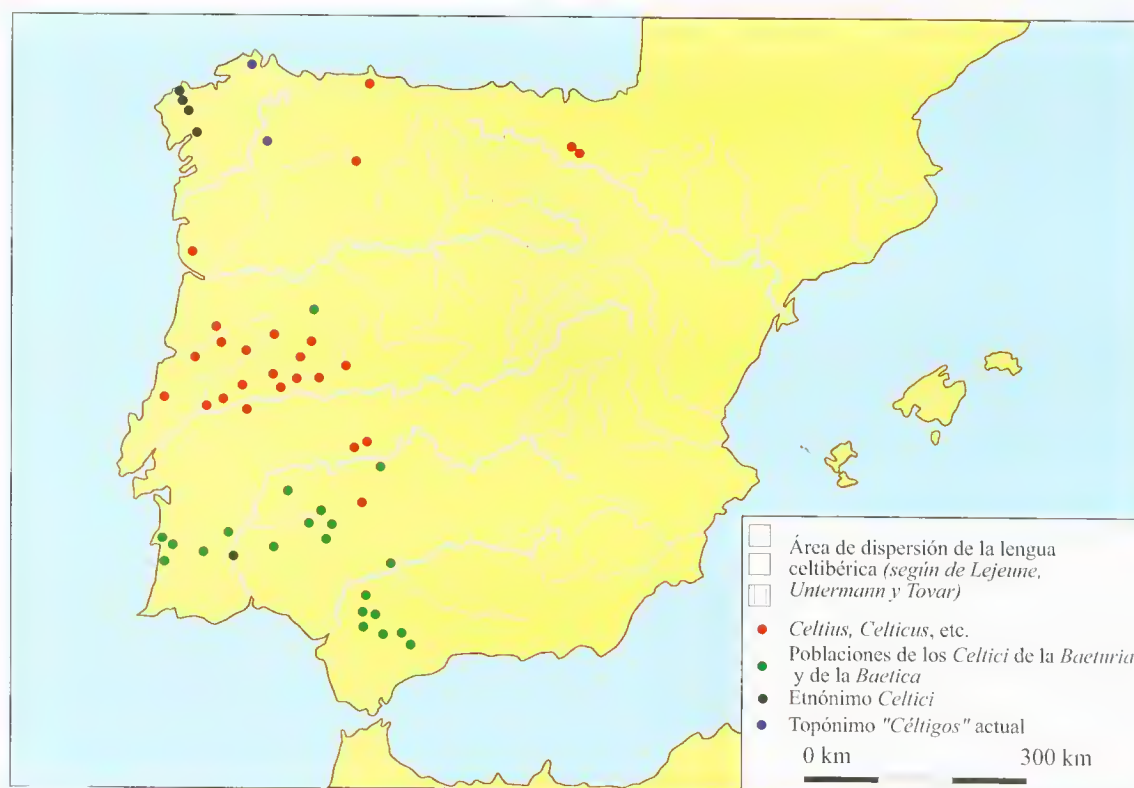 Área de dispersión de la lengua
celtibérica (según de Lejeune,
Untermann y Tovar)
Celtius, Celticus, etc.
Poblaciones de los Celtici de la Baeturia
y de la Baetica
Etnónimo Celtici
Topónimo "Céltigos" actual
0 km 300 km